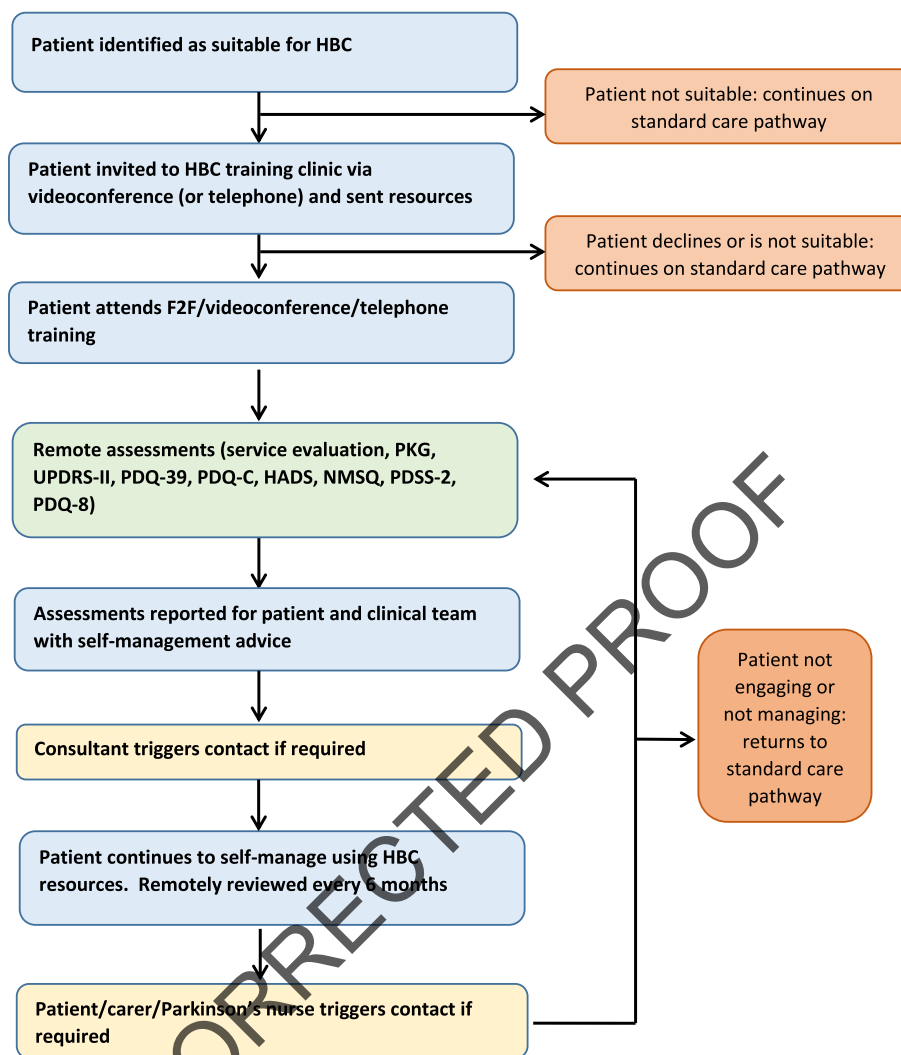 Patient identified as suitable for HBC
Patient not suitable: continues on
standard care pathway
Patient invited to HBC training clinic via
videoconference (or telephone) and sent resources
Patient declines or is not suitable:
continues on standard care pathway
Patient attends F2F/videoconference/telephone
training
Remote assessments (service evaluation, PKG,
UPDRS-II, PDQ-39, PDQ-C, HADS, NMSQ, PDSS-2,
PDQ-8)
Assessments reported for patient and clinical team
with self-management advice
Patient not
engaging or
not managing:
returns to
standard care
pathway
Consultant triggers contact if required
Patient continues to self-manage using HBC
resources.  Remotely reviewed every 6 months
Patient/carer/Parkinson's nurse triggers contact if
required
ORRECTED PROOF